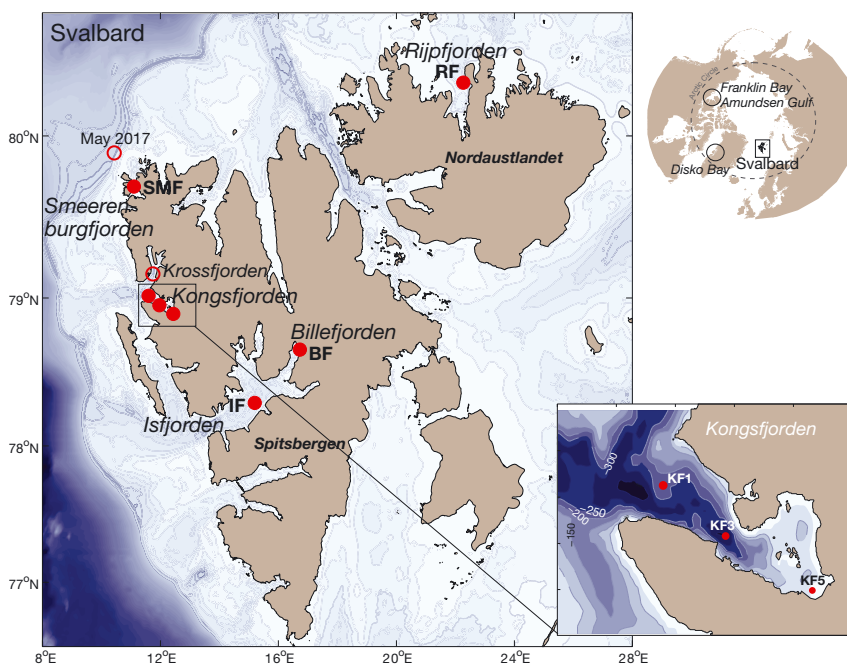 Svalbard
Rijpfjorden
RF
80°N
May 2017
Nordaustlandet
SMF
Smeeren-
burgfjorden
Krossfjorden
79°N
Kongsfjorden
Billefjorden
BF
IF
Isfjorden
Spitsbergen
78°N
77°N
8°E
12°E
16°E
20°E
24°E
28°E
Arctic Circle
Franklin Bay
Amundsen Gulf
Disko Bay
Svalbard
Kongsfjorden
−300
KF1
−250
−200
−150
KF3
KF5